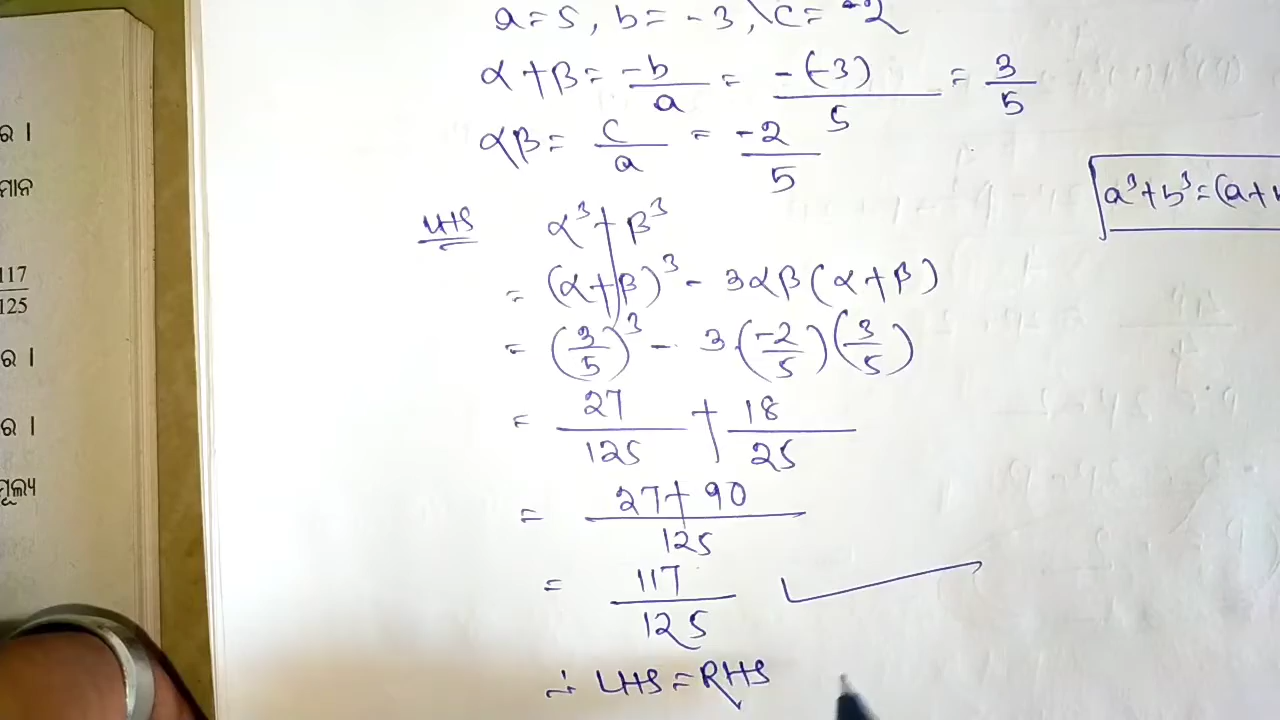 a = 5, b = -3, c = -2
α + β = -b/a = -(-3)/5 = 3/5
αβ = c/a = -2/5
LHS α³ + β³
= (α+β)³ - 3αβ(α+β)
= (3/5)³ - 3·(-2/5)(3/5)
= 27/125 + 18/25
= 27+90/125
= 117/125
∴ LHS = RHS
a³+b³=(a+
ର ।
ମାନ
117
125
ର ।
ର ।
ମୂଲ୍ୟ